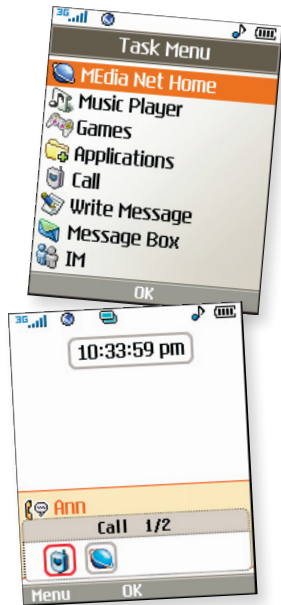 3G
Task Menu
MEdia Net Home
Music Player
Games
Applications
Call
Write Message
Message Box
IM
OK
3G
10:33:59 pm
Ann
Call 1/2
Menu OK